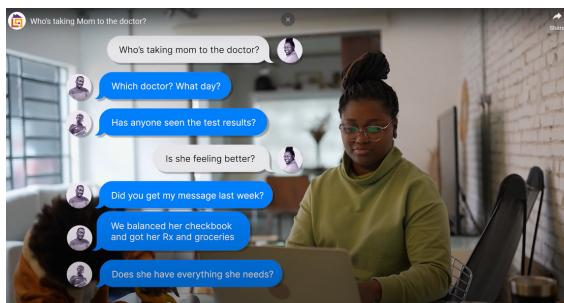 Who's taking Mom to the doctor?
Share
Who's taking mom to the doctor?
Which doctor? What day?
Has anyone seen the test results?
Is she feeling better?
Did you get my message last week?
We balanced her checkbook
and got her Rx and groceries
Does she have everything she needs?